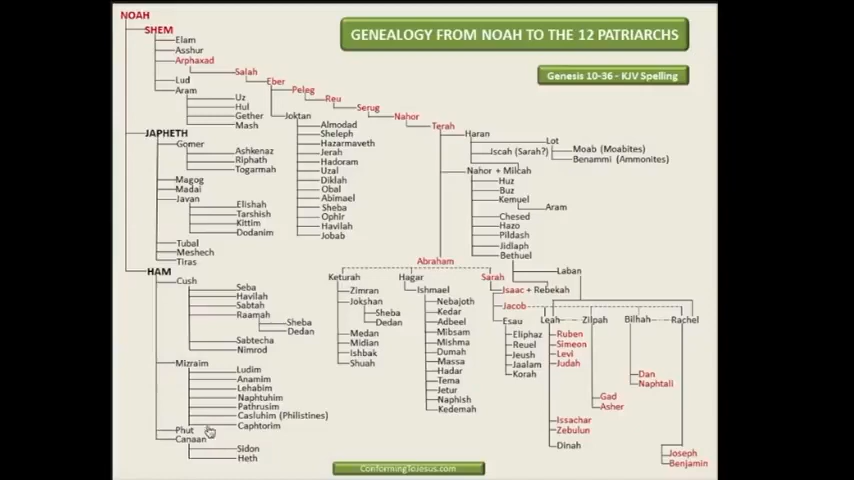 NOAH
GENEALOGY FROM NOAH TO THE 12 PATRIARCHS
Genesis 10-36 - KJV Spelling
SHEM
Elam
Asshur
Arphaxad
Salah
Eber
Peleg
Reu
Serug
Nahor
Terah
Lud
Aram
Uz
Hul
Gether
Mash
Joktan
Almodad
Sheleph
Hazarmaveth
Jerah
Hadoram
Uzal
Diklah
Obal
Abimael
Sheba
Ophir
Havilah
Jobab
Haran
Lot
Iscah (Sarah?)
Moab (Moabites)
Benammi (Ammonites)
Nahor + Milcah
Huz
Buz
Kemuel
Aram
Chesed
Hazo
Pildash
Jidlaph
Bethuel
Laban
JAPHETH
Gomer
Ashkenaz
Riphath
Togarmah
Magog
Madai
Javan
Elishah
Tarshish
Kittim
Dodanim
Tubal
Meshech
Tiras
HAM
Cush
Seba
Havilah
Sabtah
Raamah
Sheba
Dedan
Sabtecha
Nimrod
Mizraim
Ludim
Anamim
Lehabim
Naphtuhim
Pathrusim
Casluhim (Philistines)
Caphtorim
Phut
Canaan
Sidon
Heth
Abraham
Keturah
Hagar
Sarah
Zimran
Jokshan
Sheba
Dedan
Medan
Midian
Ishbak
Shuah
Ishmael
Nebajoth
Kedar
Adbeel
Mibsam
Mishma
Dumah
Massa
Hadar
Tema
Jetur
Naphish
Kedemah
Isaac + Rebekah
Jacob
Esau
Eliphaz
Reuel
Jeush
Jaalam
Korah
Leah
Zilpah
Bilhah
Rachel
Ruben
Simeon
Levi
Judah
Issachar
Zebulun
Dinah
Gad
Asher
Dan
Naphtali
Joseph
Benjamin
ConformingToJesus.com